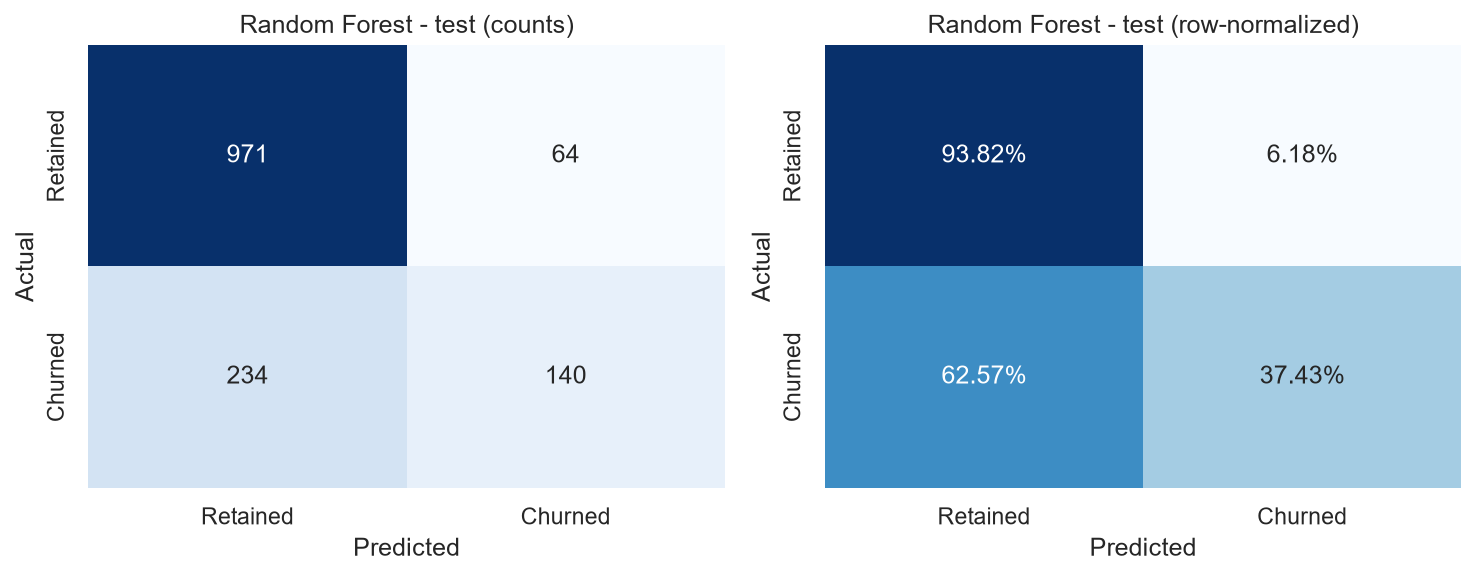 Random Forest - test (counts)
Actual
Retained
971
64
Churned
234
140
Retained
Churned
Predicted
Random Forest - test (row-normalized)
Actual
Retained
93.82%
6.18%
Churned
62.57%
37.43%
Retained
Churned
Predicted